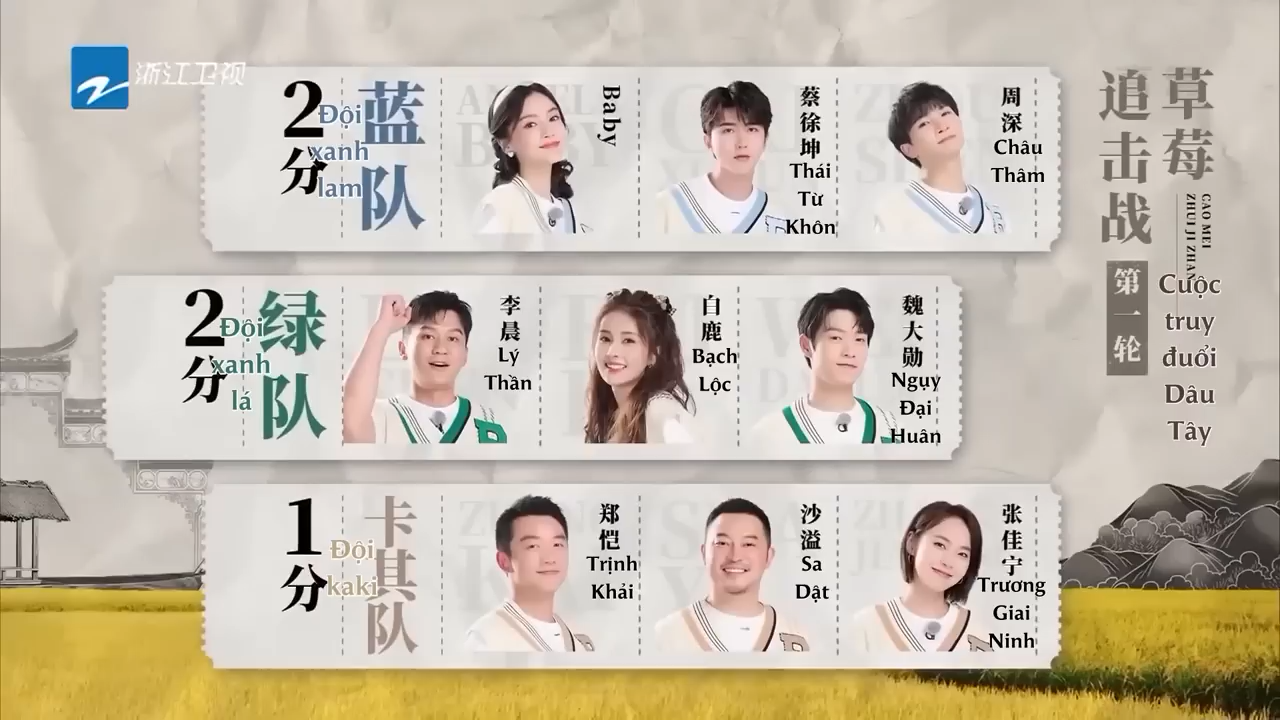 浙江卫视
2分
Đội
xanh
lam
蓝队
Baby
蔡徐坤
Thái
Từ
Khôn
周深
Châu
Thâm
草莓
追击战
CAO MEI
ZHUI JI ZHAN
第一轮
Cuộc
truy
đuổi
Dâu
Tây
2分
Đội
xanh
lá
绿队
李晨
Lý
Thần
白鹿
Bạch
Lộc
魏大勋
Ngụy
Đại
Huân
1分
Đội
kaki
卡其队
郑恺
Trịnh
Khải
沙溢
Sa
Dật
张佳宁
Trương
Giai
Ninh